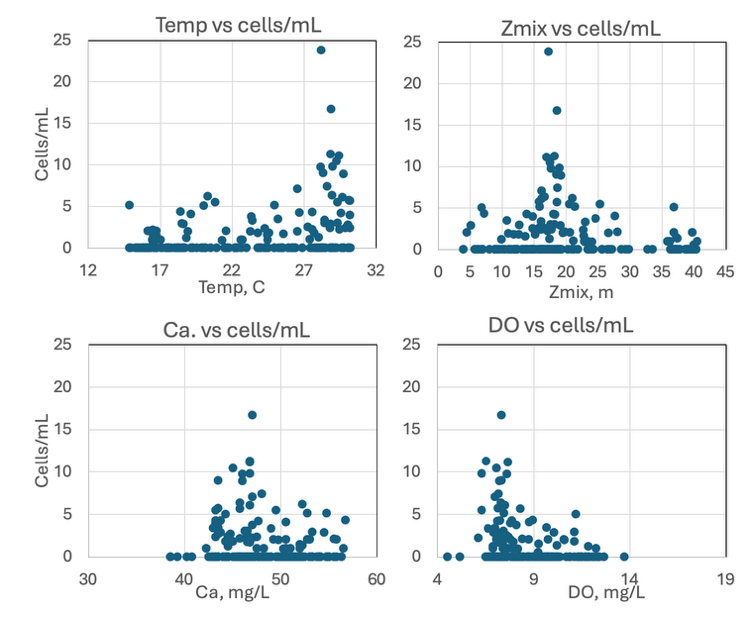 Temp vs cells/mL
25
20
15
10
5
0
Cells/mL
12 17 22 27 32
Temp, C
Zmix vs cells/mL
25
20
15
10
5
0
0 5 10 15 20 25 30 35 40 45
Zmix, m
Ca. vs cells/mL
25
20
15
10
5
0
Cells/mL
30 40 50 60
Ca, mg/L
DO vs cells/mL
25
20
15
10
5
0
4 9 14 19
DO, mg/L